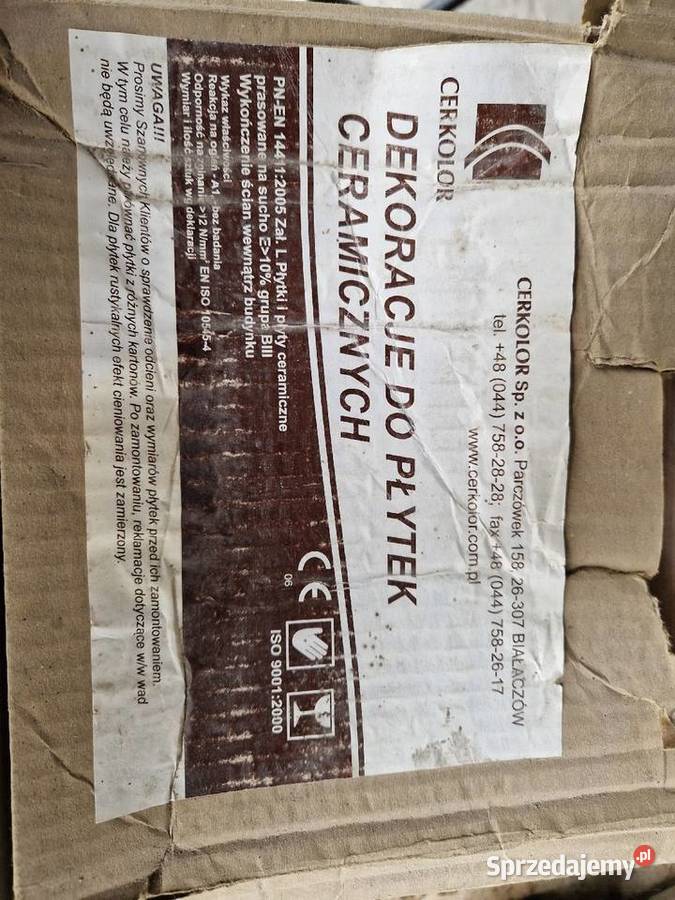 CERKOLOR
CERKOLOR Sp. z o.o. Parczówek 158, 26-307 BIAŁACZÓW
tel. +48 (044) 758-28-28; fax +48 (044) 758-26-17
www.cerkolor.com.pl
DEKORACJE DO PŁYTEK
CERAMICZNYCH
PN-EN 14411:2005 Zał. L Płytki i płyty ceramiczne
prasowane na sucho E>10% grupa BIII
Wykończenie ścian wewnątrz budynku
Wykaz właściwości
Reakcja na ogień - A1 - bez badania
Odporność na zginanie >12 N/mm² EN ISO 10545-4
Wymiar i ilość sztuk wg deklaracji
CE
06
ISO 9001:2000
UWAGA!!!
Prosimy Szanownych Klientów o sprawdzenie odcieni oraz wymiarów płytek przed ich zamontowaniem.
W tym celu należy porównać płytki z różnych kartonów. Po zamontowaniu, reklamacje dotyczące w/w wad
nie będą uwzględniane. Dla płytek rustykalnych efekt cieniowania jest zamierzony.
Sprzedajemy.pl